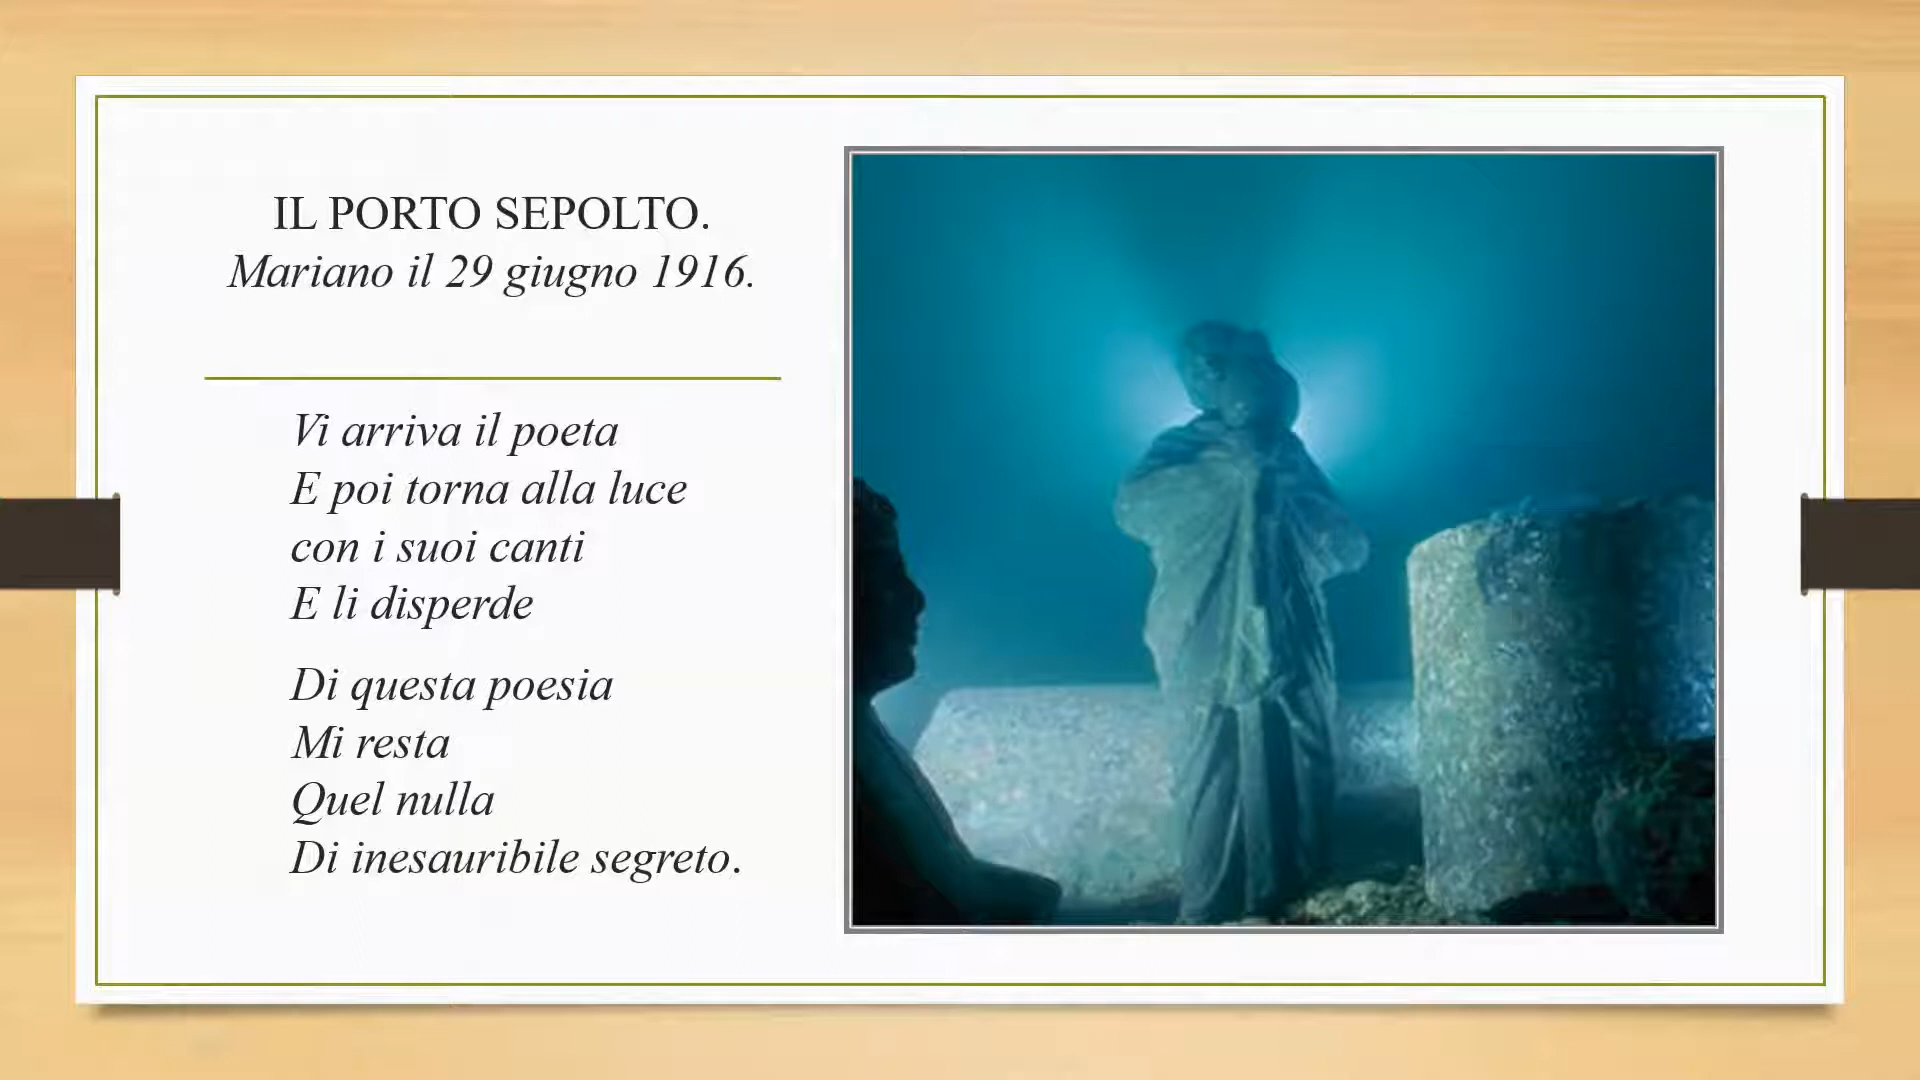 IL PORTO SEPOLTO.
Mariano il 29 giugno 1916.
Vi arriva il poeta
E poi torna alla luce
con i suoi canti
E li disperde
Di questa poesia
Mi resta
Quel nulla
Di inesauribile segreto.